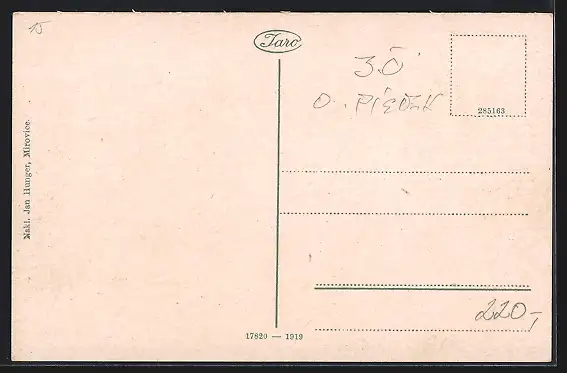 15
Taro
30
O. PÍSEK
285163
Nakl. Jan Hunger, Mirovice.
220,-
17820 — 1919